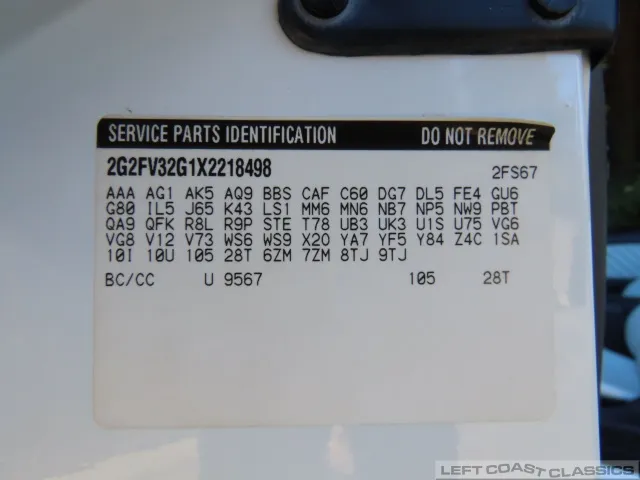 SERVICE PARTS IDENTIFICATION DO NOT REMOVE
2G2FV32G1X2218498 2FS67
AAA AG1 AK5 AQ9 BBS CAF C60 DG7 DL5 FE4 GU6
G80 IL5 J65 K43 LS1 MM6 MN6 NB7 NP5 NW9 PBT
QA9 QFK R8L R9P STE T78 UB3 UK3 U1S U75 VG6
VG8 V12 V73 WS6 WS9 X20 YA7 YF5 Y84 Z4C 1SA
10I 10U 105 28T 6ZM 7ZM 8TJ 9TJ
BC/CC U 9567 105 28T
LEFT COAST CLASSICS